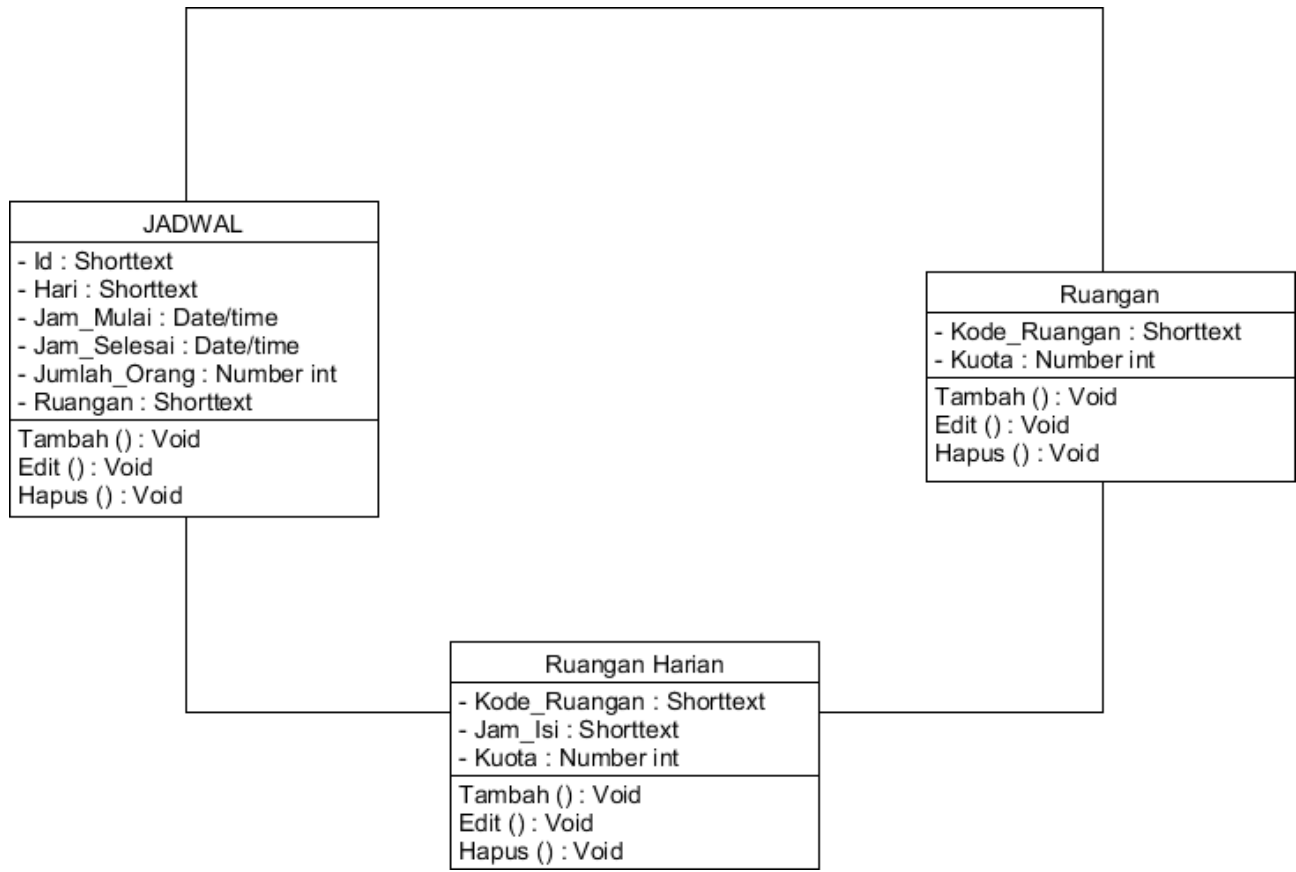 JADWAL
- Id : Shorttext
- Hari : Shorttext
- Jam_Mulai : Date/time
- Jam_Selesai : Date/time
- Jumlah_Orang : Number int
- Ruangan : Shorttext
Tambah () : Void
Edit () : Void
Hapus () : Void
Ruangan
- Kode_Ruangan : Shorttext
- Kuota : Number int
Tambah () : Void
Edit () : Void
Hapus () : Void
Ruangan Harian
- Kode_Ruangan : Shorttext
- Jam_Isi : Shorttext
- Kuota : Number int
Tambah () : Void
Edit () : Void
Hapus () : Void